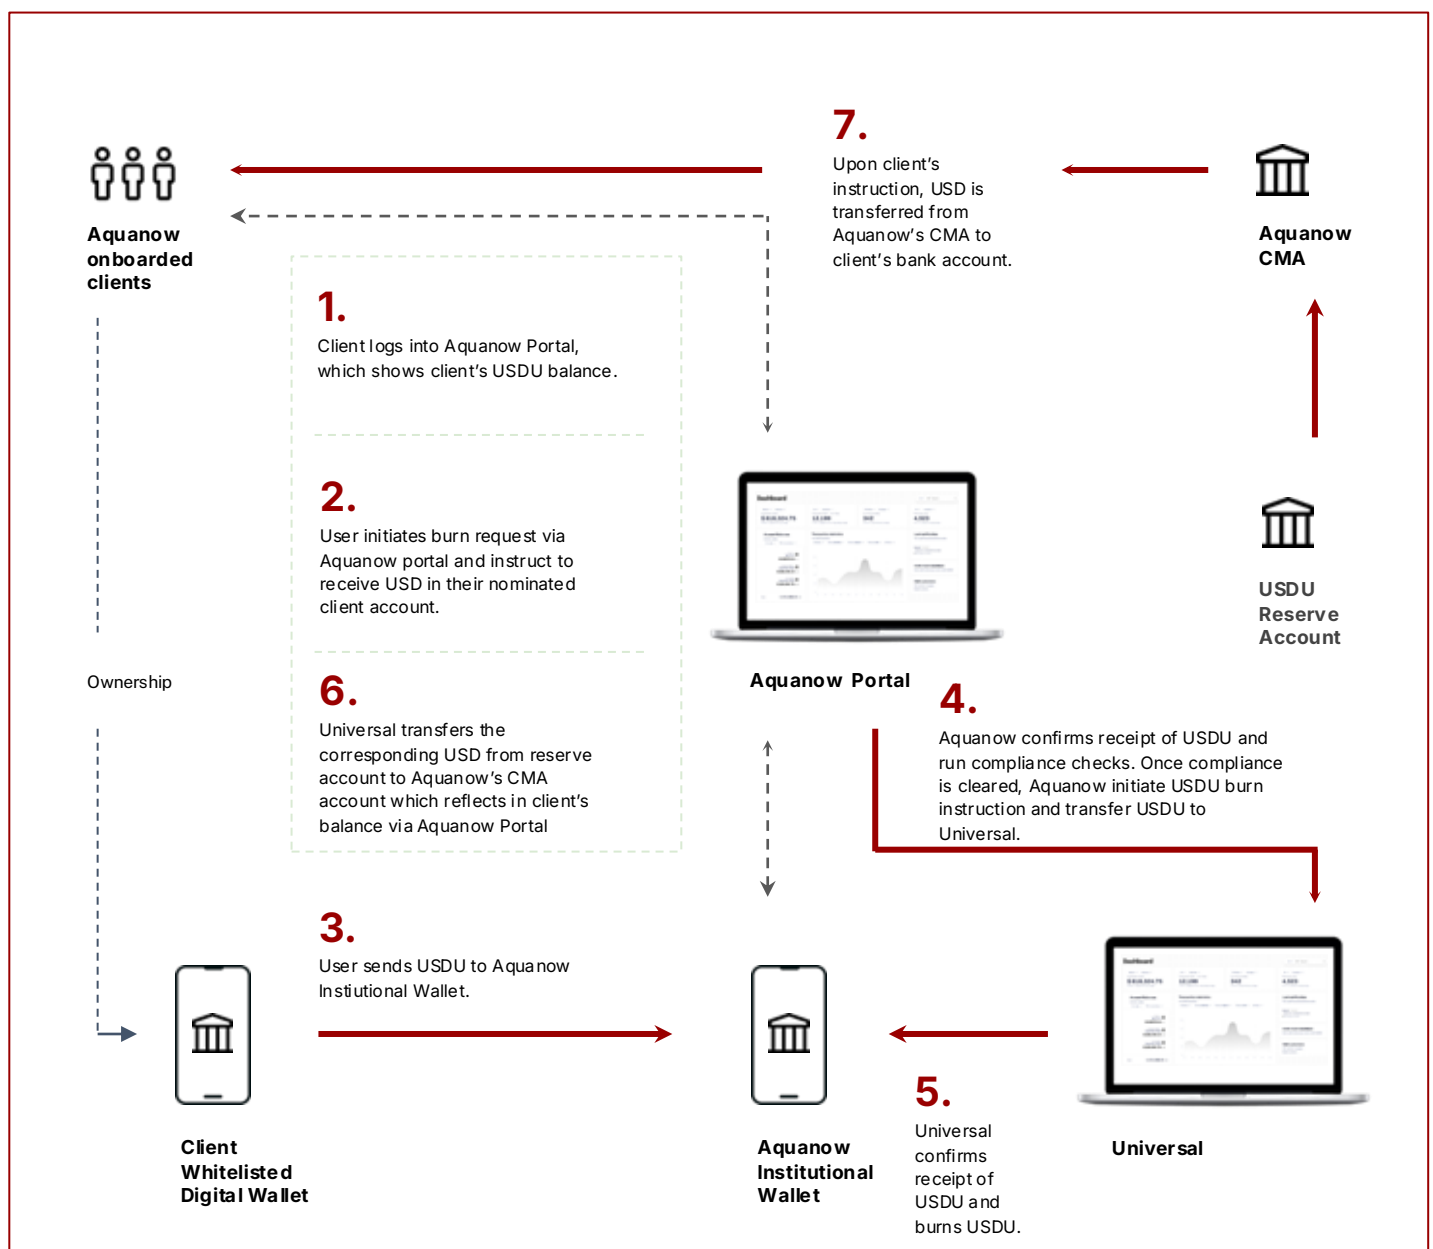 7.
Upon client's
instruction, USD is
transferred from
Aquanow's CMA to
client's bank account.
Aquanow
onboarded
clients
Aquanow
CMA
1.
Client logs into Aquanow Portal,
which shows client's USDU balance.
2.
User initiates burn request via
Aquanow portal and instruct to
receive USD in their nominated
client account.
Dashboard
USDU
Reserve
Account
Ownership
Aquanow Portal
6.
Universal transfers the
corresponding USD from reserve
account to Aquanow's CMA
account which reflects in client's
balance via Aquanow Portal
4.
Aquanow confirms receipt of USDU and
run compliance checks. Once compliance
is cleared, Aquanow initiate USDU burn
instruction and transfer USDU to
Universal.
3.
User sends USDU to Aquanow
Instiutional Wallet.
Dashboard
5.
Universal
confirms
receipt of
USDU and
burns USDU.
Client
Whitelisted
Digital Wallet
Aquanow
Institutional
Wallet
Universal